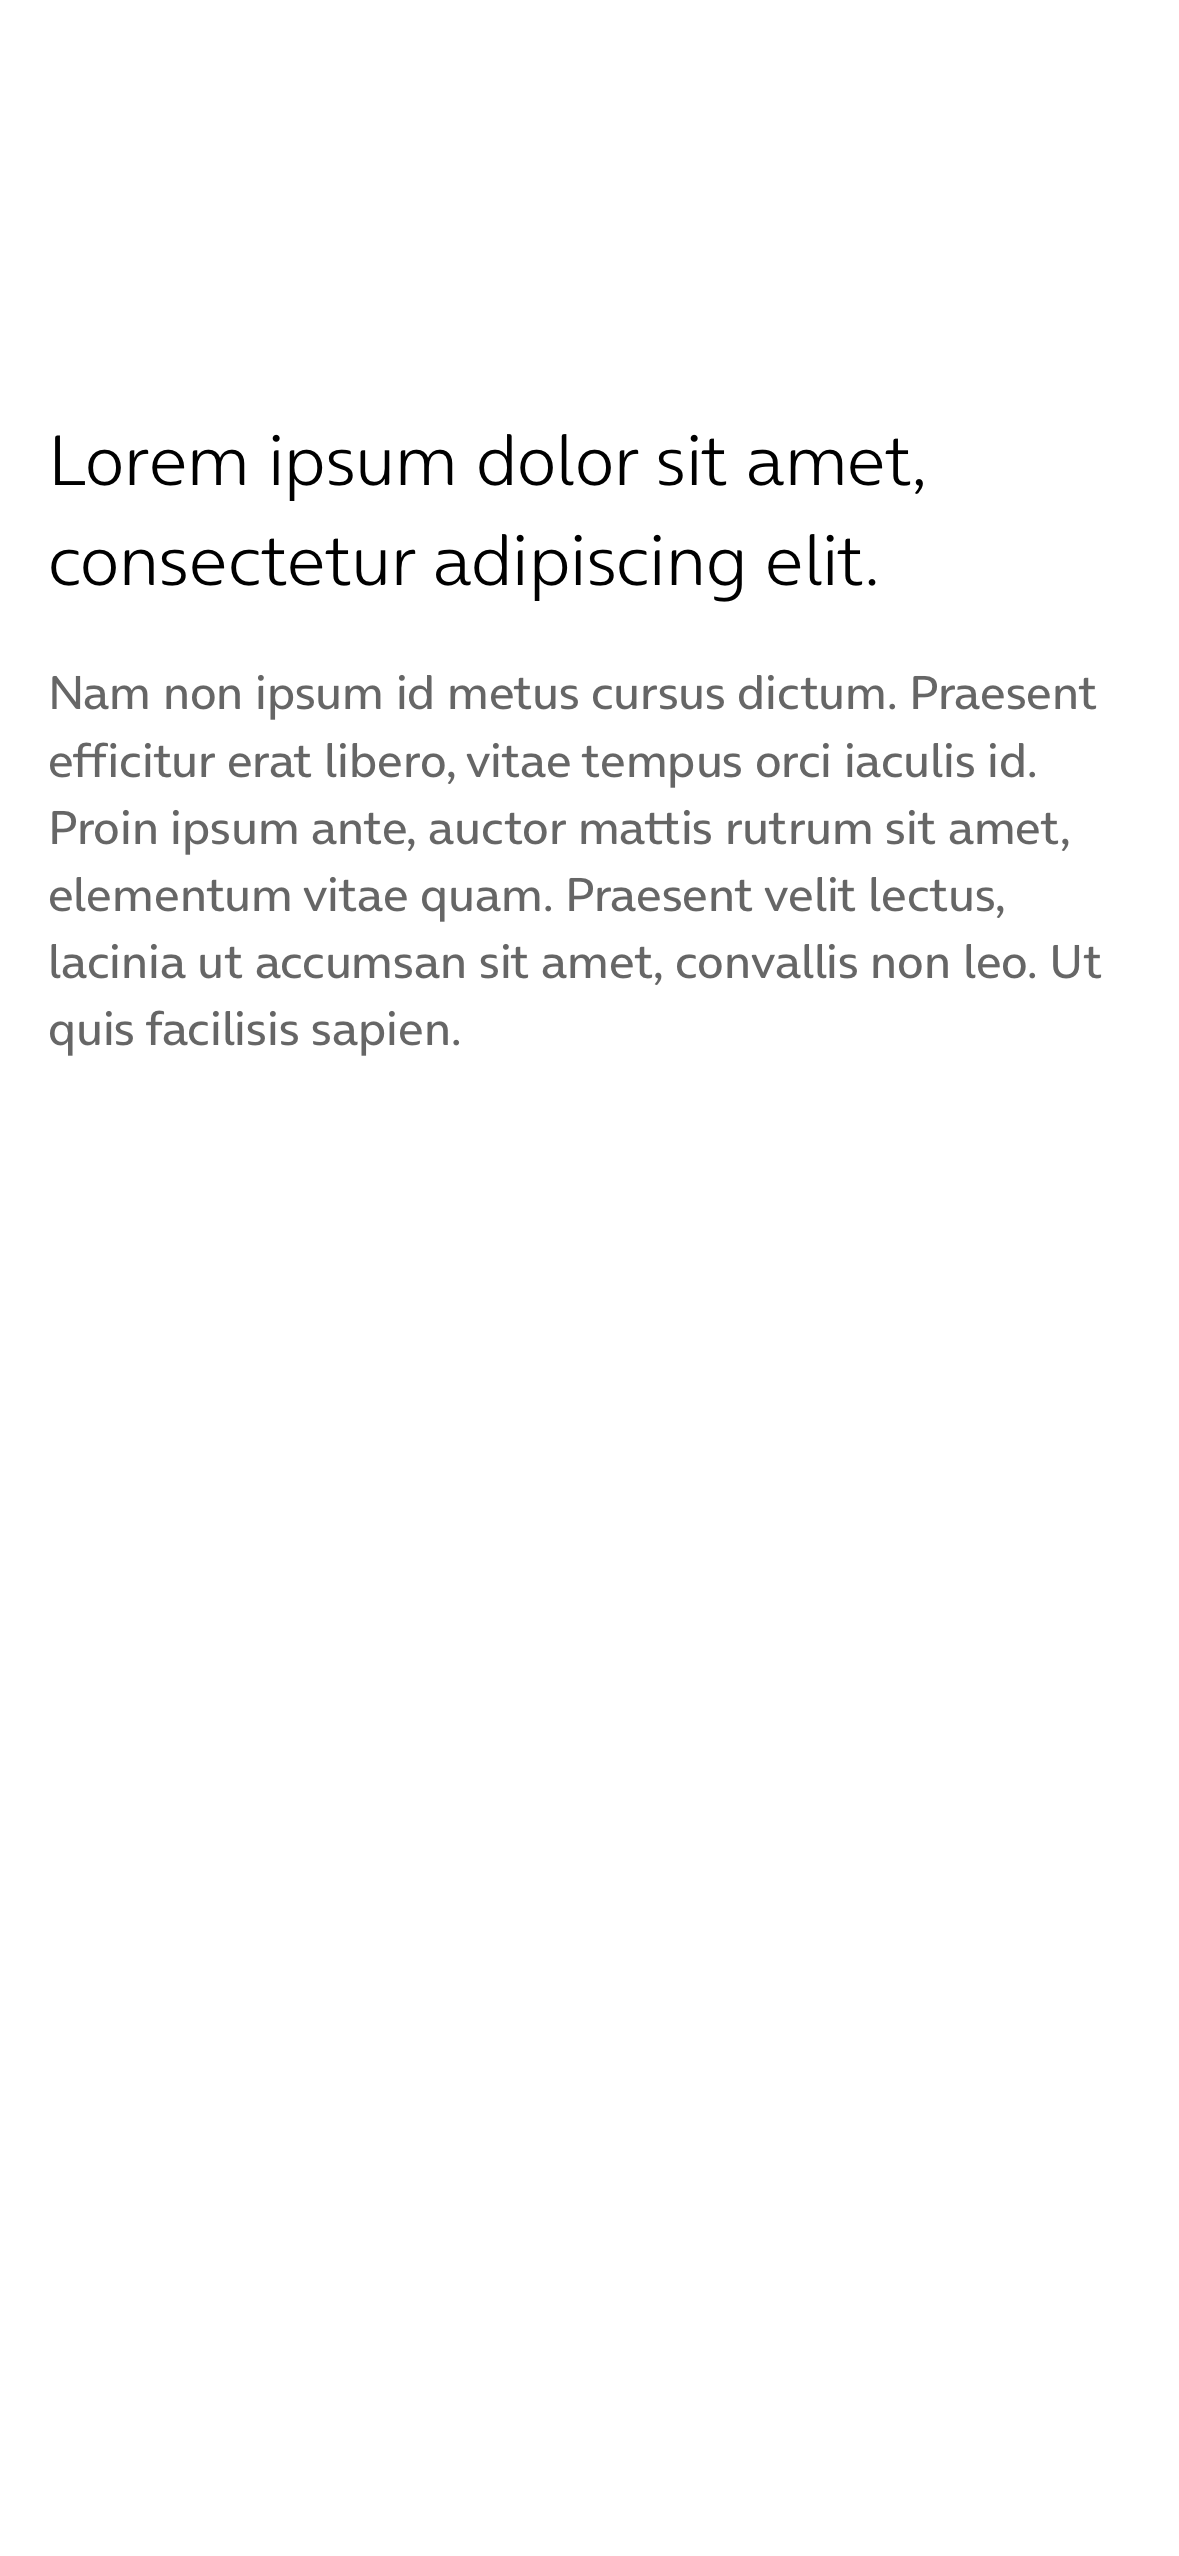 Lorem ipsum dolor sit amet,
consectetur adipiscing elit.
Nam non ipsum id metus cursus dictum. Praesent
efficitur erat libero, vitae tempus orci iaculis id.
Proin ipsum ante, auctor mattis rutrum sit amet,
elementum vitae quam. Praesent velit lectus,
lacinia ut accumsan sit amet, convallis non leo. Ut
quis facilisis sapien.